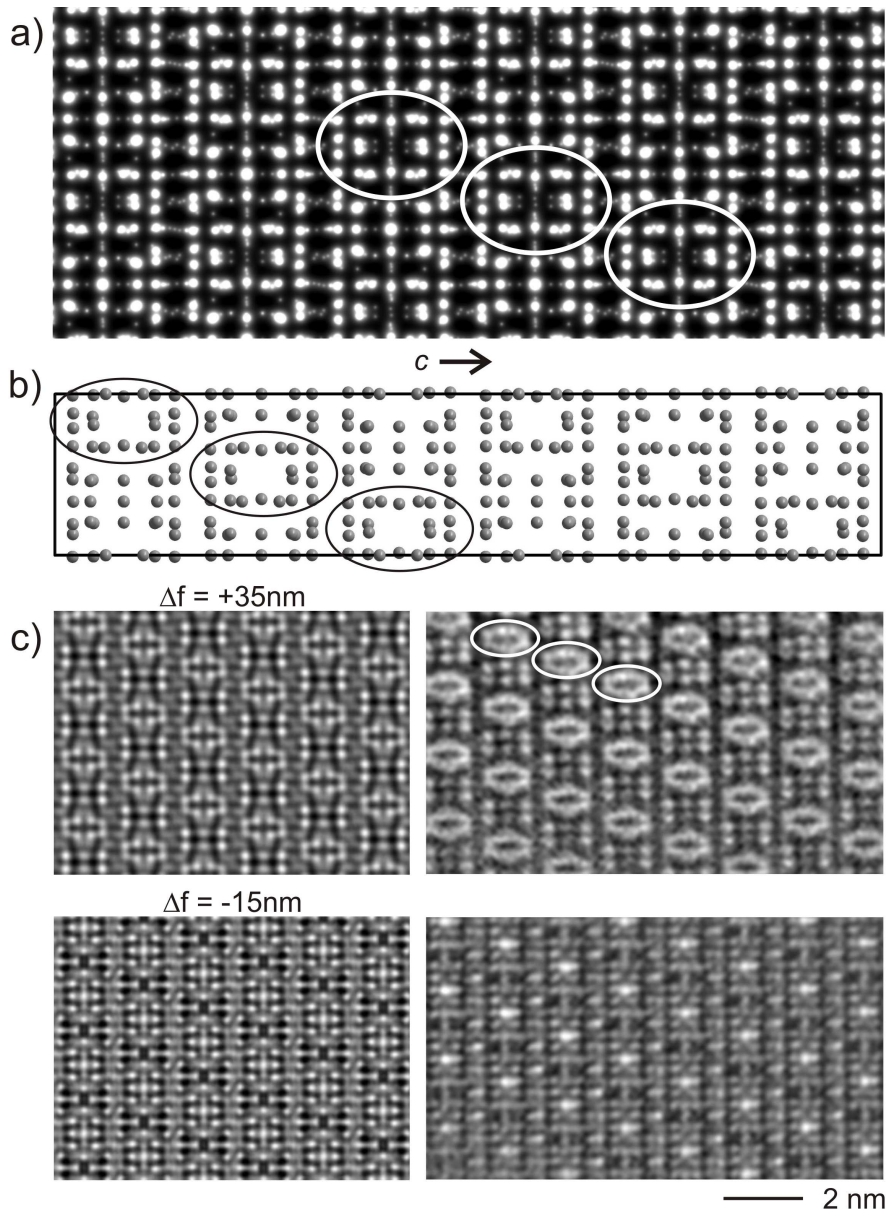 a)
c
b)
Δf = +35nm
c)
Δf = -15nm
2 nm